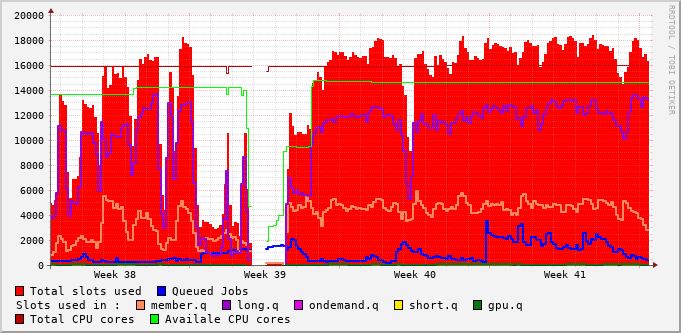 20000
18000
16000
14000
12000
10000
8000
6000
4000
2000
0
Week 38 Week 39 Week 40 Week 41
RRDTOOL / TOBI OETIKER
Total slots used Queued Jobs
Slots used in : member.q long.q ondemand.q short.q gpu.q
Total CPU cores Availale CPU cores